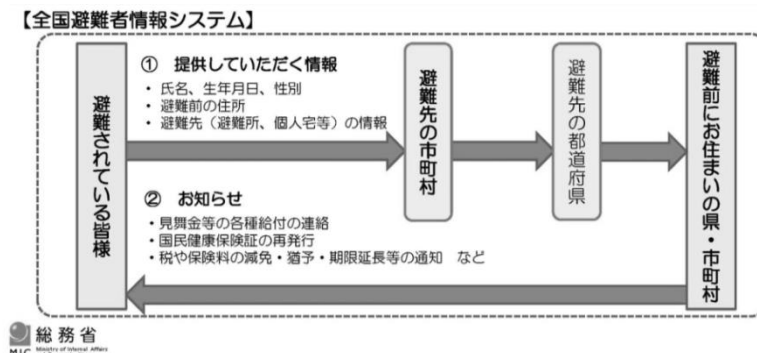 【全国避難者情報システム】
避難されている皆様
① 提供していただく情報
・ 氏名、生年月日、性別
・ 避難前の住所
・ 避難先（避難所、個人宅等）の情報
避難先の市町村
避難先の都道府県
避難前にお住まいの県・市町村
② お知らせ
・見舞金等の各種給付の連絡
・国民健康保険証の再発行
・税や保険料の減免・猶予・期限延長等の通知 など
総務省
MIC Ministry of Internal Affairs